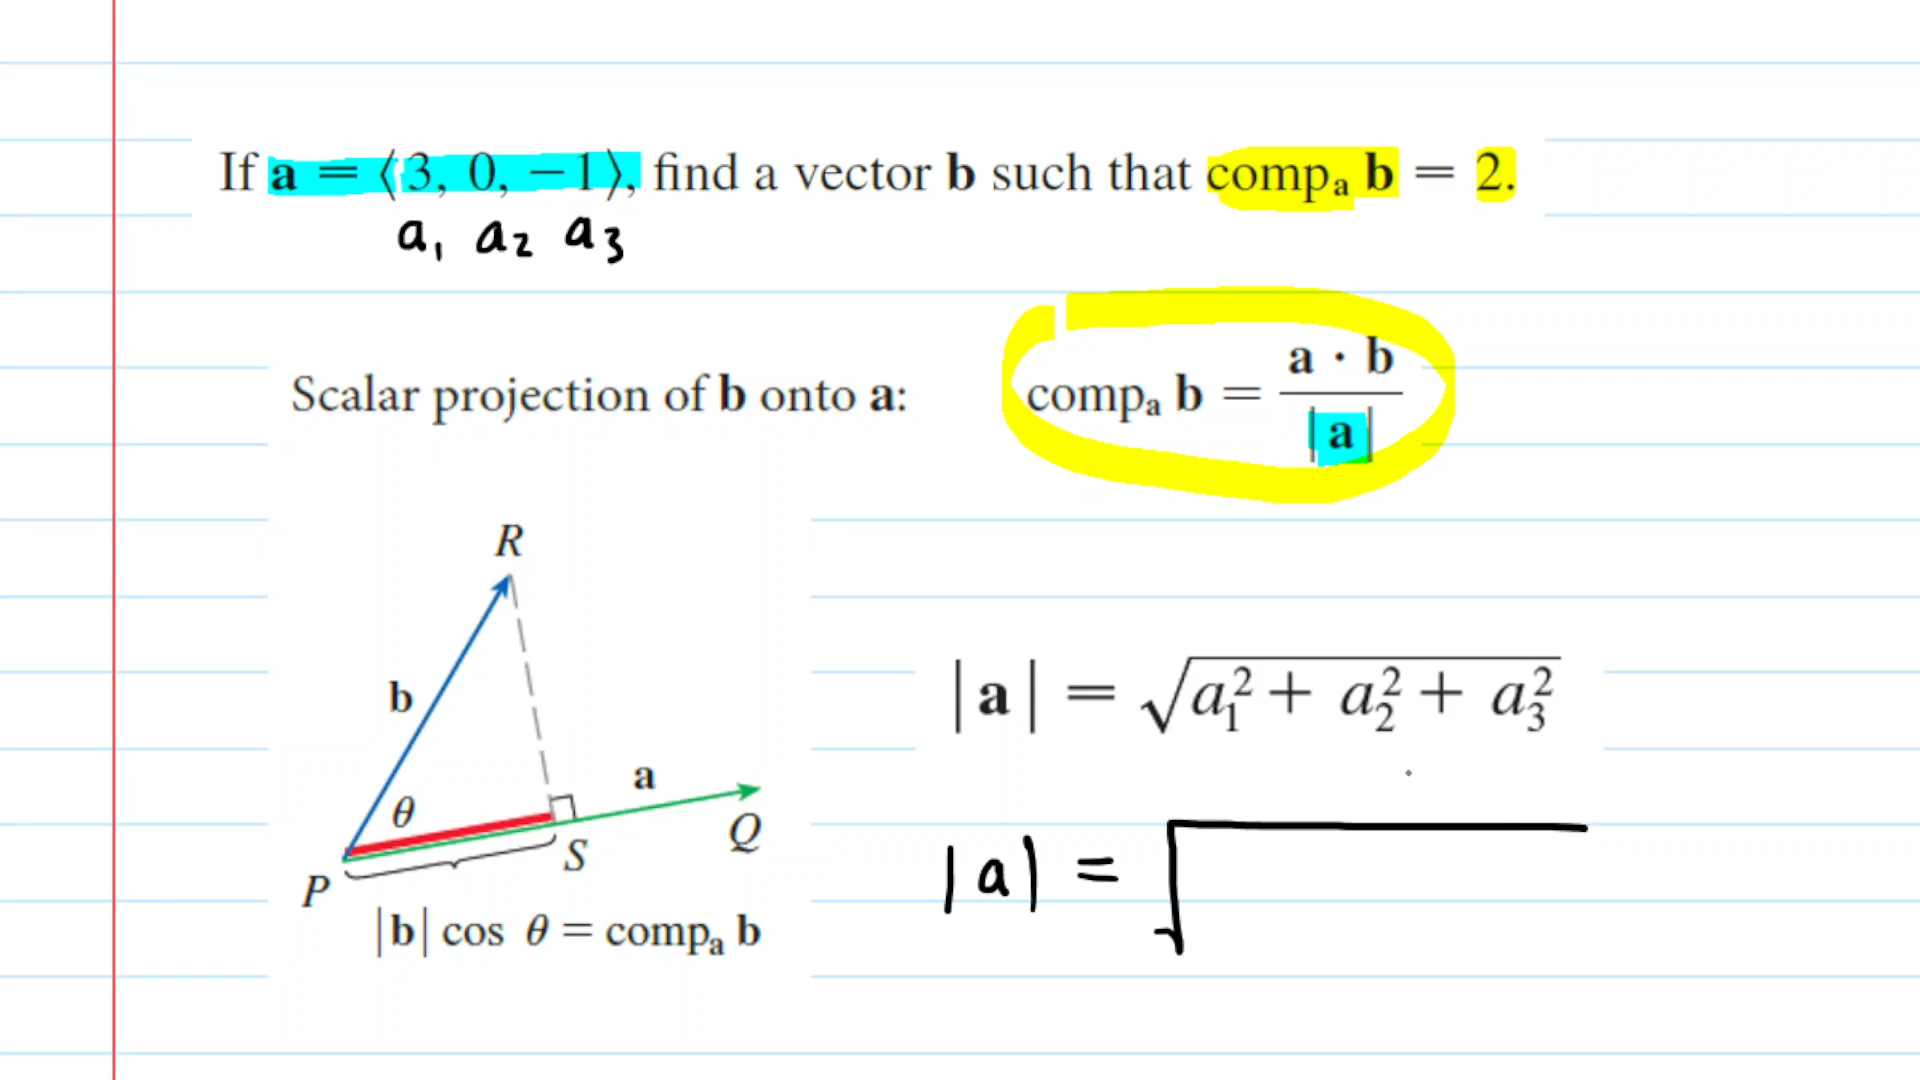 If a = ⟨3, 0, −1⟩, find a vector b such that compₐ b = 2.
a₁ a₂ a₃
Scalar projection of b onto a: compₐ b = a · b / |a|
R
b
θ
a
P
S
Q
|b| cos θ = compₐ b
|a| = √(a₁² + a₂² + a₃²)
|a| = √